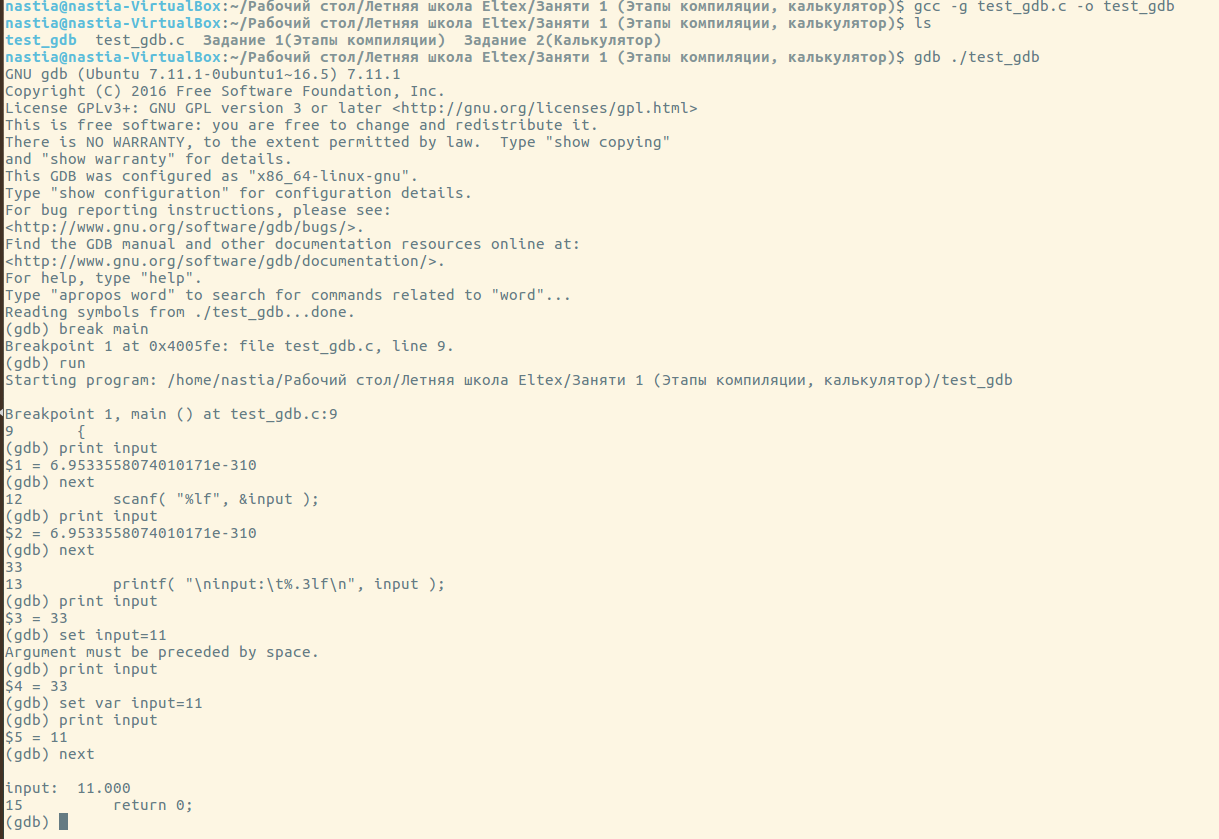 nastia@nastia-VirtualBox:~/Рабочий стол/Летняя школа Eltex/Заняти 1 (Этапы компиляции, калькулятор)$ gcc -g test_gdb.c -o test_gdb
nastia@nastia-VirtualBox:~/Рабочий стол/Летняя школа Eltex/Заняти 1 (Этапы компиляции, калькулятор)$ ls
test_gdb  test_gdb.c  Задание 1(Этапы компиляции)  Задание 2(Калькулятор)
nastia@nastia-VirtualBox:~/Рабочий стол/Летняя школа Eltex/Заняти 1 (Этапы компиляции, калькулятор)$ gdb ./test_gdb
GNU gdb (Ubuntu 7.11.1-0ubuntu1~16.5) 7.11.1
Copyright (C) 2016 Free Software Foundation, Inc.
License GPLv3+: GNU GPL version 3 or later <http://gnu.org/licenses/gpl.html>
This is free software: you are free to change and redistribute it.
There is NO WARRANTY, to the extent permitted by law.  Type "show copying"
and "show warranty" for details.
This GDB was configured as "x86_64-linux-gnu".
Type "show configuration" for configuration details.
For bug reporting instructions, please see:
<http://www.gnu.org/software/gdb/bugs/>.
Find the GDB manual and other documentation resources online at:
<http://www.gnu.org/software/gdb/documentation/>.
For help, type "help".
Type "apropos word" to search for commands related to "word"...
Reading symbols from ./test_gdb...done.
(gdb) break main
Breakpoint 1 at 0x4005fe: file test_gdb.c, line 9.
(gdb) run
Starting program: /home/nastia/Рабочий стол/Летняя школа Eltex/Заняти 1 (Этапы компиляции, калькулятор)/test_gdb
Breakpoint 1, main () at test_gdb.c:9
9       {
(gdb) print input
$1 = 6.9533558074010171e-310
(gdb) next
12          scanf( "%lf", &input );
(gdb) print input
$2 = 6.9533558074010171e-310
(gdb) next
33
13          printf( "\ninput:\t%.3lf\n", input );
(gdb) print input
$3 = 33
(gdb) set input=11
Argument must be preceded by space.
(gdb) print input
$4 = 33
(gdb) set var input=11
(gdb) print input
$5 = 11
(gdb) next
input:  11.000
15          return 0;
(gdb)